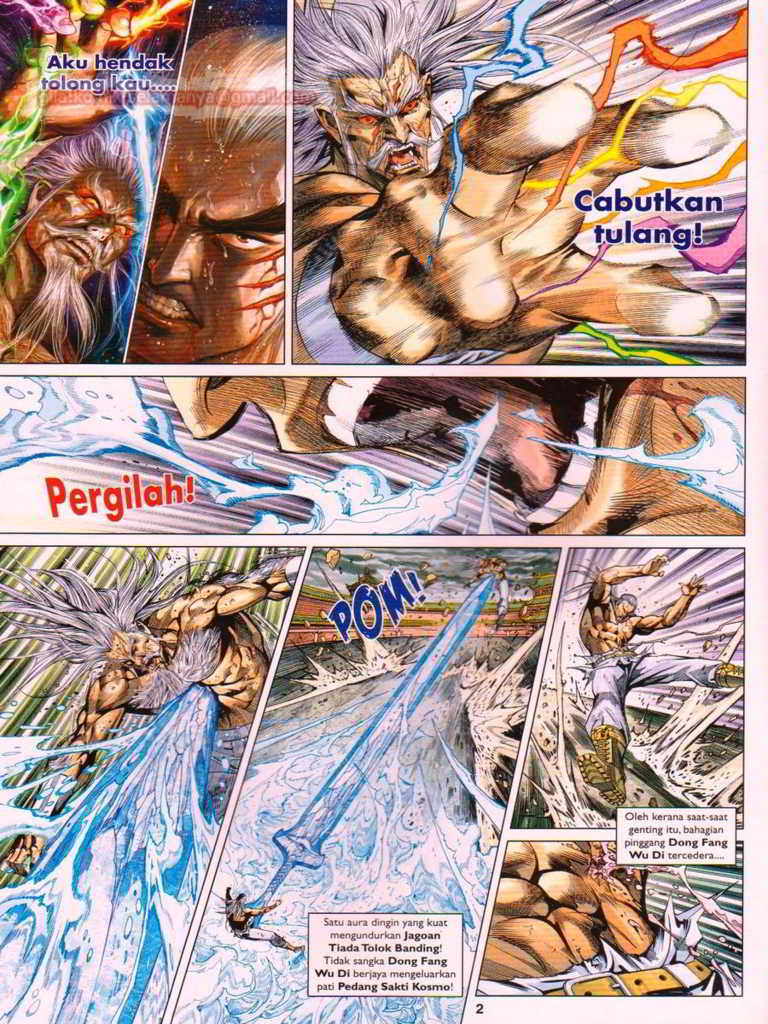 Aku hendak
tolong kau....
Cabutkan
tulang!
Pergilah!
POM!
Oleh kerana saat-saat
genting itu, bahagian
pinggang Dong Fang
Wu Di tercedera....
Satu aura dingin yang kuat
mengundurkan Jagoan
Tiada Tolok Banding!
Tidak sangka Dong Fang
Wu Di berjaya mengeluarkan
pati Pedang Sakti Kosmo!
2